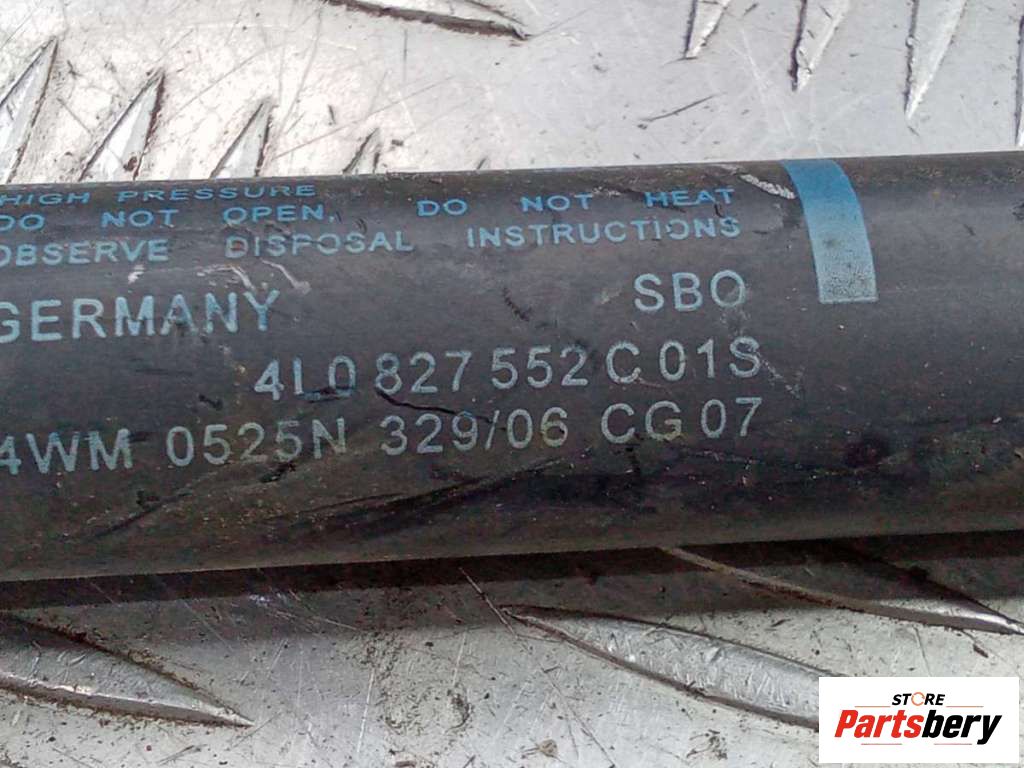 HIGH PRESSURE
DO NOT OPEN. DO NOT HEAT
OBSERVE DISPOSAL INSTRUCTIONS
GERMANY SBO
4L0 827 552 C 01S
4WM 0525N 329/06 CG 07
STORE
Partsbery